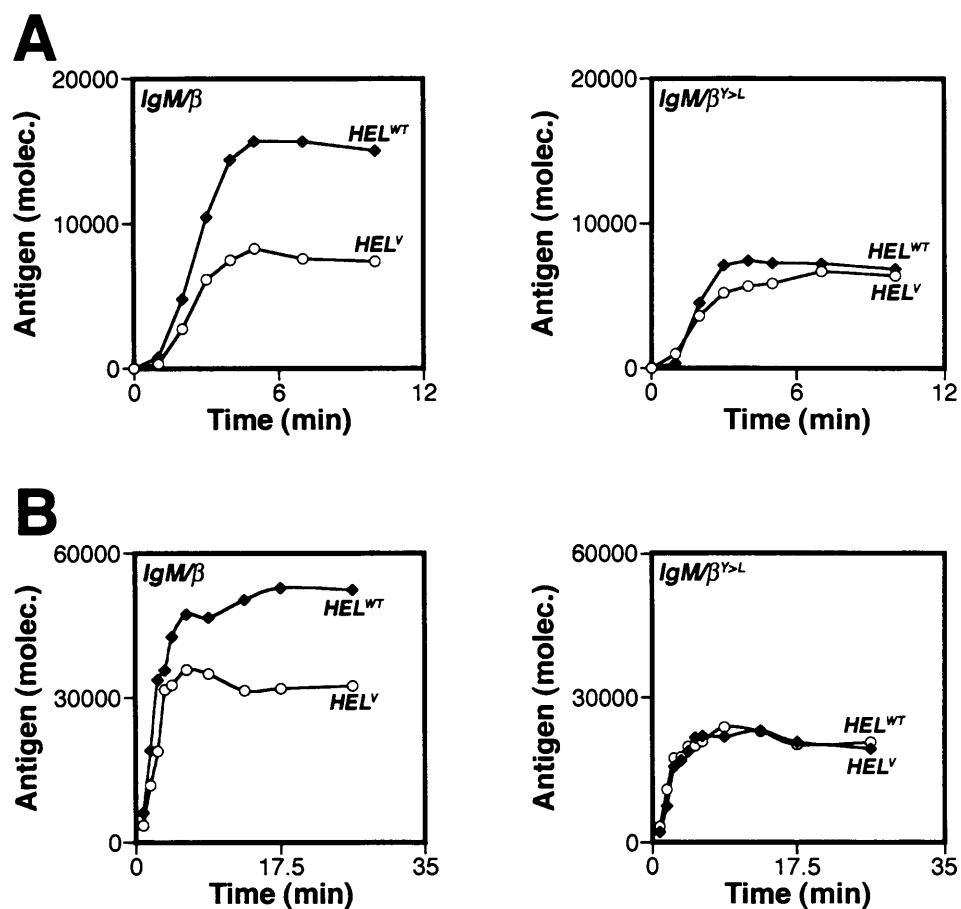 A
20000
10000
0
Antigen (molec.)
IgM/β
HELᵂᵀ
HELⱽ
0
6
12
Time (min)
20000
10000
0
Antigen (molec.)
IgM/βʸ˃ᴸ
HELᵂᵀ
HELⱽ
0
6
12
Time (min)
B
60000
30000
0
Antigen (molec.)
IgM/β
HELᵂᵀ
HELⱽ
0
17.5
35
Time (min)
60000
30000
0
Antigen (molec.)
IgM/βʸ˃ᴸ
HELᵂᵀ
HELⱽ
0
17.5
35
Time (min)